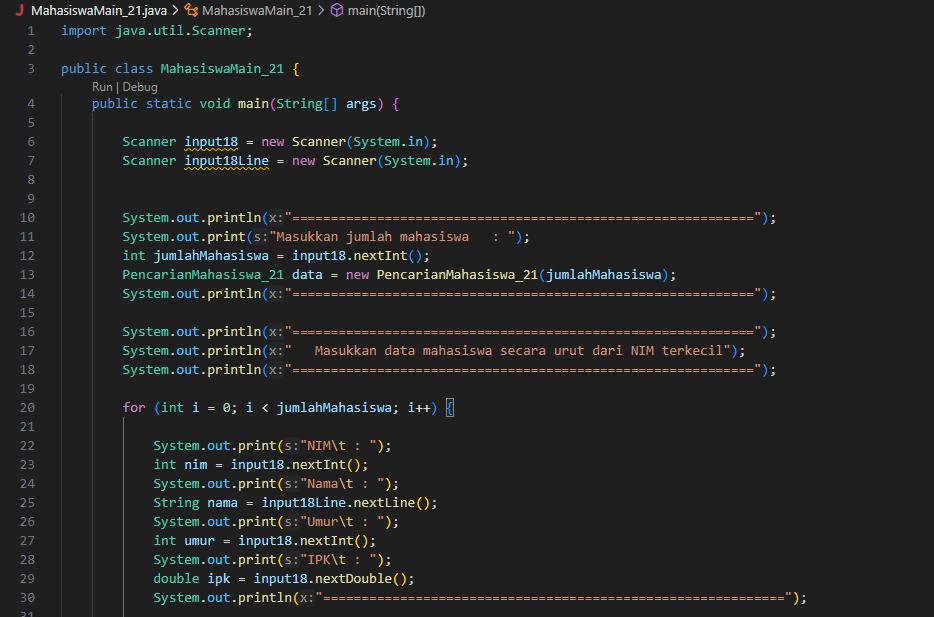 J MahasiswaMain_21.java > MahasiswaMain_21 > main(String[])
1 import java.util.Scanner;
2
3 public class MahasiswaMain_21 {
Run | Debug
4 public static void main(String[] args) {
5
6 Scanner input18 = new Scanner(System.in);
7 Scanner input18Line = new Scanner(System.in);
8
9
10 System.out.println(x:"============================================================");
11 System.out.print(s:"Masukkan jumlah mahasiswa   : ");
12 int jumlahMahasiswa = input18.nextInt();
13 PencarianMahasiswa_21 data = new PencarianMahasiswa_21(jumlahMahasiswa);
14 System.out.println(x:"============================================================");
15
16 System.out.println(x:"============================================================");
17 System.out.println(x:"   Masukkan data mahasiswa secara urut dari NIM terkecil");
18 System.out.println(x:"============================================================");
19
20 for (int i = 0; i < jumlahMahasiswa; i++) {
21
22 System.out.print(s:"NIM\t : ");
23 int nim = input18.nextInt();
24 System.out.print(s:"Nama\t : ");
25 String nama = input18Line.nextLine();
26 System.out.print(s:"Umur\t : ");
27 int umur = input18.nextInt();
28 System.out.print(s:"IPK\t : ");
29 double ipk = input18.nextDouble();
30 System.out.println(x:"============================================================");
31